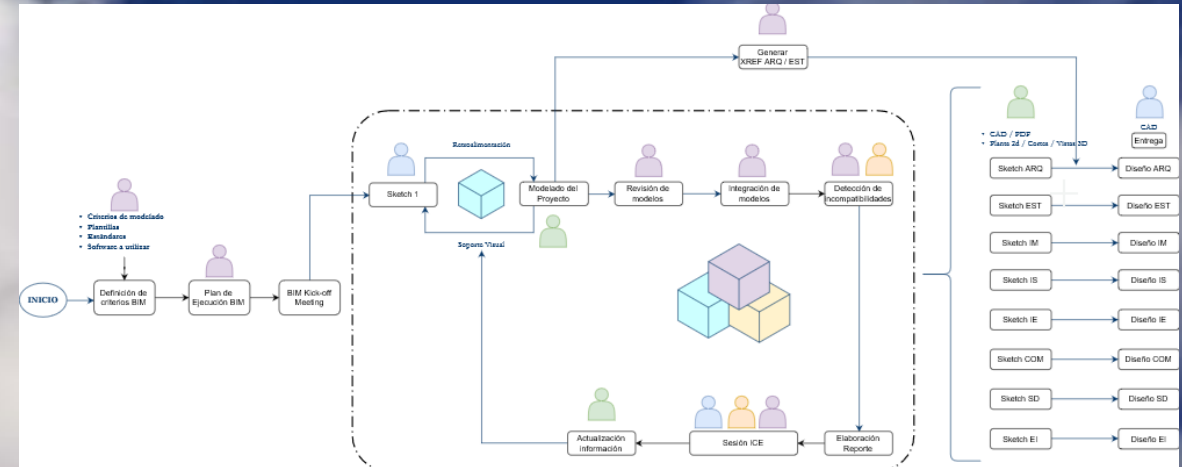 Generar
XREF ARQ / EST
CAD / PDF
Planta 2d / Cortes / Vistas 3D
CAD
Entrega
Retroalimentación
Sketch 1
Modelado del
Proyecto
Revisión de
modelos
Integración de
modelos
Detección de
Incompatibilidades
Soporte Visual
Criterios de modelado
Plantillas
Estándares
Software a utilizar
INICIO
Definición de
criterios BIM
Plan de
Ejecución BIM
BIM Kick-off
Meeting
Actualización
información
Sesión ICE
Elaboración
Reporte
Sketch ARQ
Diseño ARQ
Sketch EST
Diseño EST
Sketch IM
Diseño IM
Sketch IS
Diseño IS
Sketch IE
Diseño IE
Sketch COM
Diseño COM
Sketch SD
Diseño SD
Sketch EI
Diseño EI